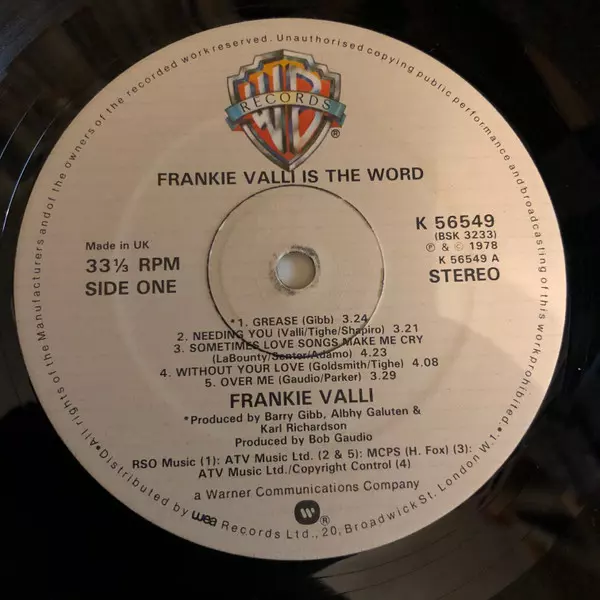 All rights of the Manufacturers and of the owners of the recorded work reserved. Unauthorised copying public performance and broadcasting of this work prohibited.
WB
RECORDS
®
FRANKIE VALLI IS THE WORD
K 56549
(BSK 3233)
Made in UK
℗ & © 1978
33⅓ RPM
K 56549 A
SIDE ONE
STEREO
*1. GREASE (Gibb) 3.24
2. NEEDING YOU (Valli/Tighe/Shapiro) 3.21
3. SOMETIMES LOVE SONGS MAKE ME CRY
(LaBounty/Senter/Adamo) 4.23
4. WITHOUT YOUR LOVE (Goldsmith/Tighe) 4.08
5. OVER ME (Gaudio/Parker) 3.29
FRANKIE VALLI
*Produced by Barry Gibb, Albhy Galuten &
Karl Richardson
Produced by Bob Gaudio
RSO Music (1): ATV Music Ltd. (2 & 5): MCPS (H. Fox) (3):
ATV Music Ltd./Copyright Control (4)
a Warner Communications Company
®
•Distributed by wea Records Ltd., 20, Broadwick St. London W.1.•